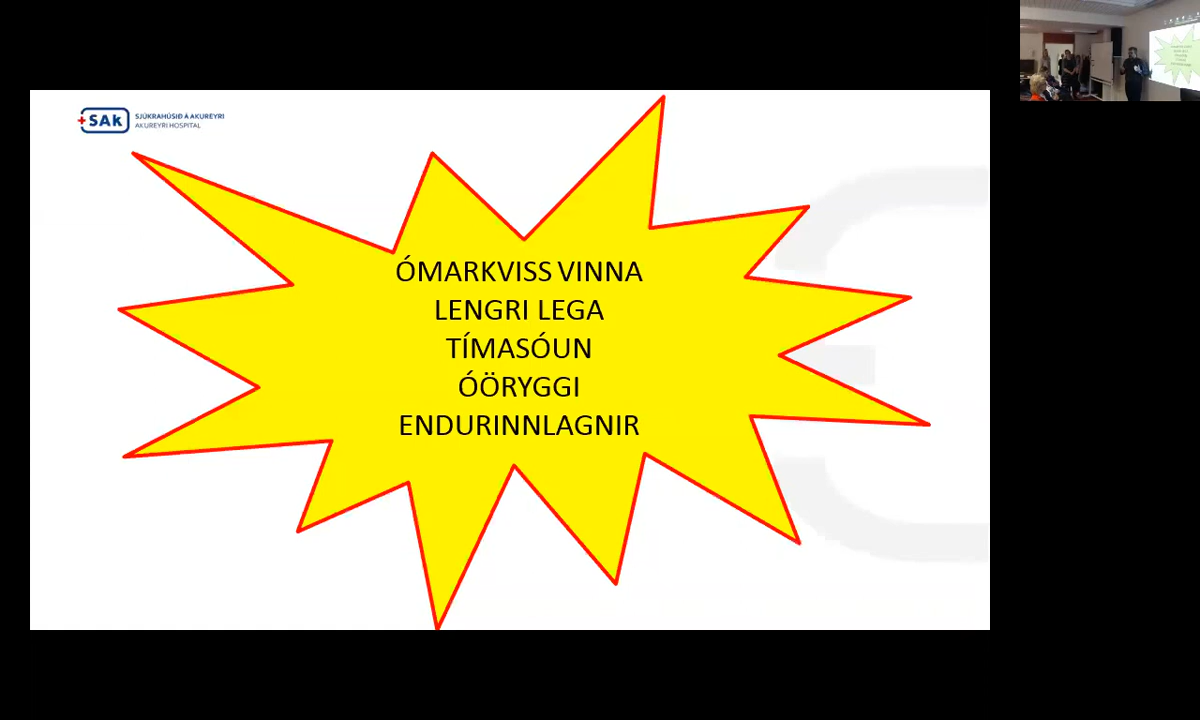 SAk
SJÚKRAHÚSIÐ Á AKUREYRI
AKUREYRI HOSPITAL
ÓMARKVISS VINNA
LENGRI LEGA
TÍMASÓUN
ÓÖRYGGI
ENDURINNLAGNIR